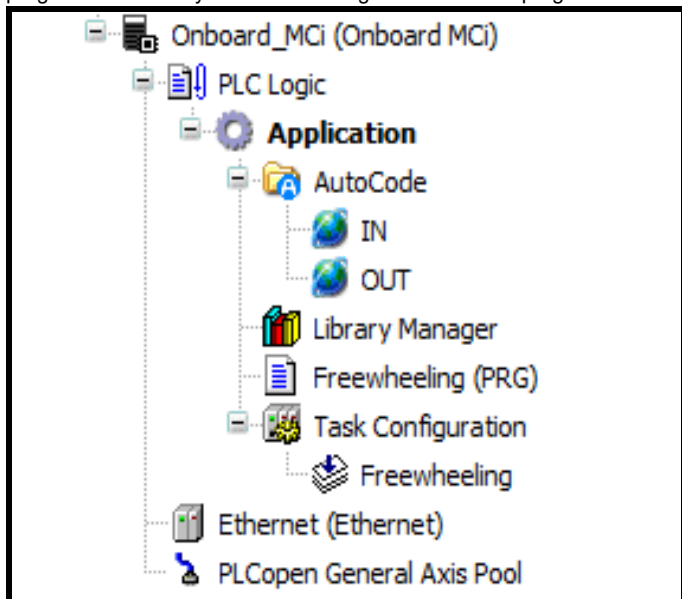 Onboard_MCi (Onboard MCi)
PLC Logic
Application
AutoCode
A
IN
OUT
Library Manager
Freewheeling (PRG)
Task Configuration
Freewheeling
Ethernet (Ethernet)
PLCopen General Axis Pool